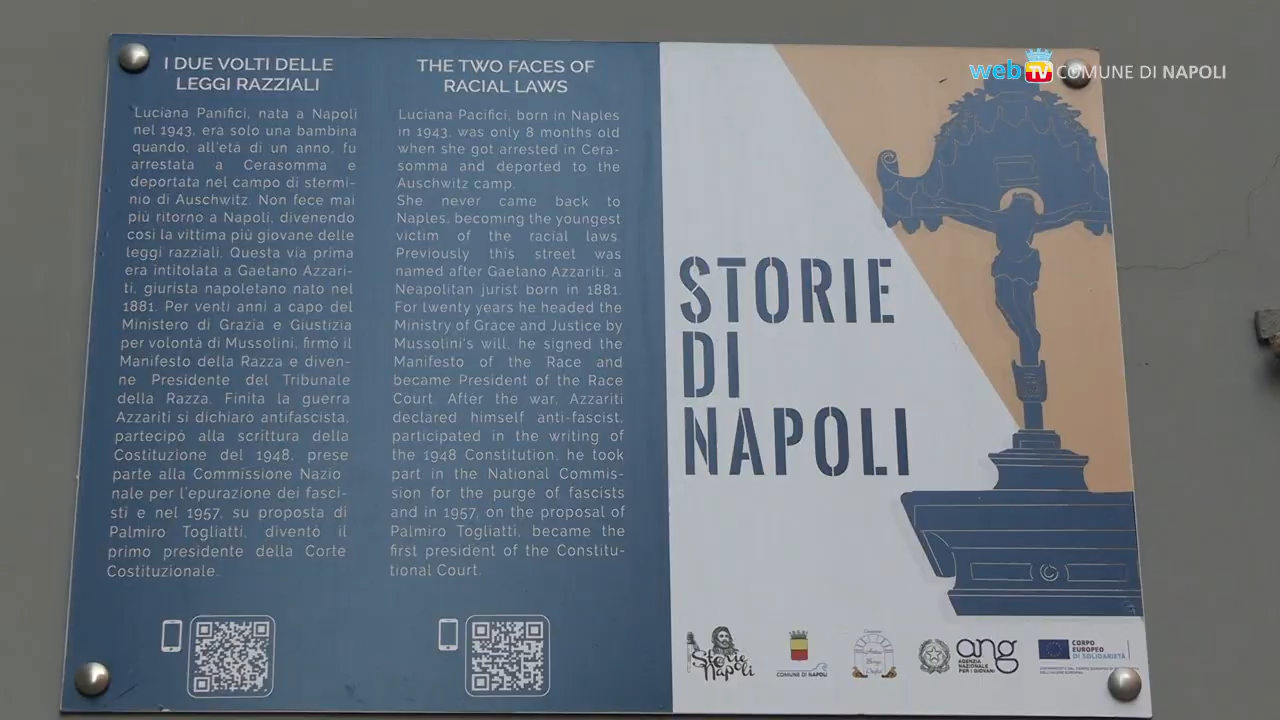 web TV COMUNE DI NAPOLI
I DUE VOLTI DELLE
LEGGI RAZZIALI
Luciana Panifici, nata a Napoli
nel 1943, era solo una bambina
quando, all'età di un anno, fu
arrestata a Cerasomma e
deportata nel campo di stermi-
nio di Auschwitz. Non fece mai
più ritorno a Napoli, divenendo
così la vittima più giovane delle
leggi razziali. Questa via prima
era intitolata a Gaetano Azzari-
ti, giurista napoletano nato nel
1881. Per venti anni a capo del
Ministero di Grazia e Giustizia
per volontà di Mussolini, firmò il
Manifesto della Razza e diven-
ne Presidente del Tribunale
della Razza. Finita la guerra
Azzariti si dichiarò antifascista,
partecipò alla scrittura della
Costituzione del 1948, prese
parte alla Commissione Nazio
nale per l'epurazione dei fasci-
sti e nel 1957, su proposta di
Palmiro Togliatti, diventò il
primo presidente della Corte
Costituzionale.
THE TWO FACES OF
RACIAL LAWS
Luciana Pacifici, born in Naples
in 1943, was only 8 months old
when she got arrested in Cera-
somma and deported to the
Auschwitz camp.
She never came back to
Naples, becoming the youngest
victim of the racial laws.
Previously this street was
named after Gaetano Azzariti, a
Neapolitan jurist born in 1881.
For twenty years he headed the
Ministry of Grace and Justice by
Mussolini's will, he signed the
Manifesto of the Race and
became President of the Race
Court. After the war, Azzariti
declared himself anti-fascist,
participated in the writing of
the 1948 Constitution, he took
part in the National Commis-
sion for the purge of fascists
and in 1957, on the proposal of
Palmiro Togliatti, became the
first president of the Constitu-
tional Court.
STORIE
DI
NAPOLI
Storie
Napoli
COMUNE DI NAPOLI
ang
AGENZIA
NAZIONALE
PER I GIOVANI
CORPO
EUROPEO
DI SOLIDARIETÀ